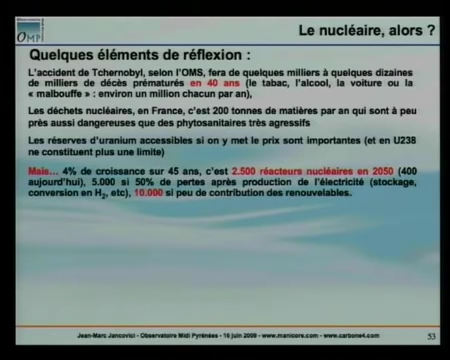 Observatoire
OMP
Le nucléaire, alors ?
Quelques éléments de réflexion :
L'accident de Tchernobyl, selon l'OMS, fera de quelques milliers à quelques dizaines
de milliers de décès prématurés en 40 ans (le tabac, l'alcool, la voiture ou la
« malbouffe » : environ un million chacun par an),
Les déchets nucléaires, en France, c'est 200 tonnes de matières par an qui sont à peu
près aussi dangereuses que des phytosanitaires très agressifs
Les réserves d'uranium accessibles si on y met le prix sont importantes (et en U238
ne constituent plus une limite)
Mais... 4% de croissance sur 45 ans, c'est 2.500 réacteurs nucléaires en 2050 (400
aujourd'hui), 5.000 si 50% de pertes après production de l'électricité (stockage,
conversion en H2, etc), 10.000 si peu de contribution des renouvelables.
Jean-Marc Jancovici - Observatoire Midi Pyrénées - 16 juin 2009 - www.manicore.com - www.carbone4.com
53